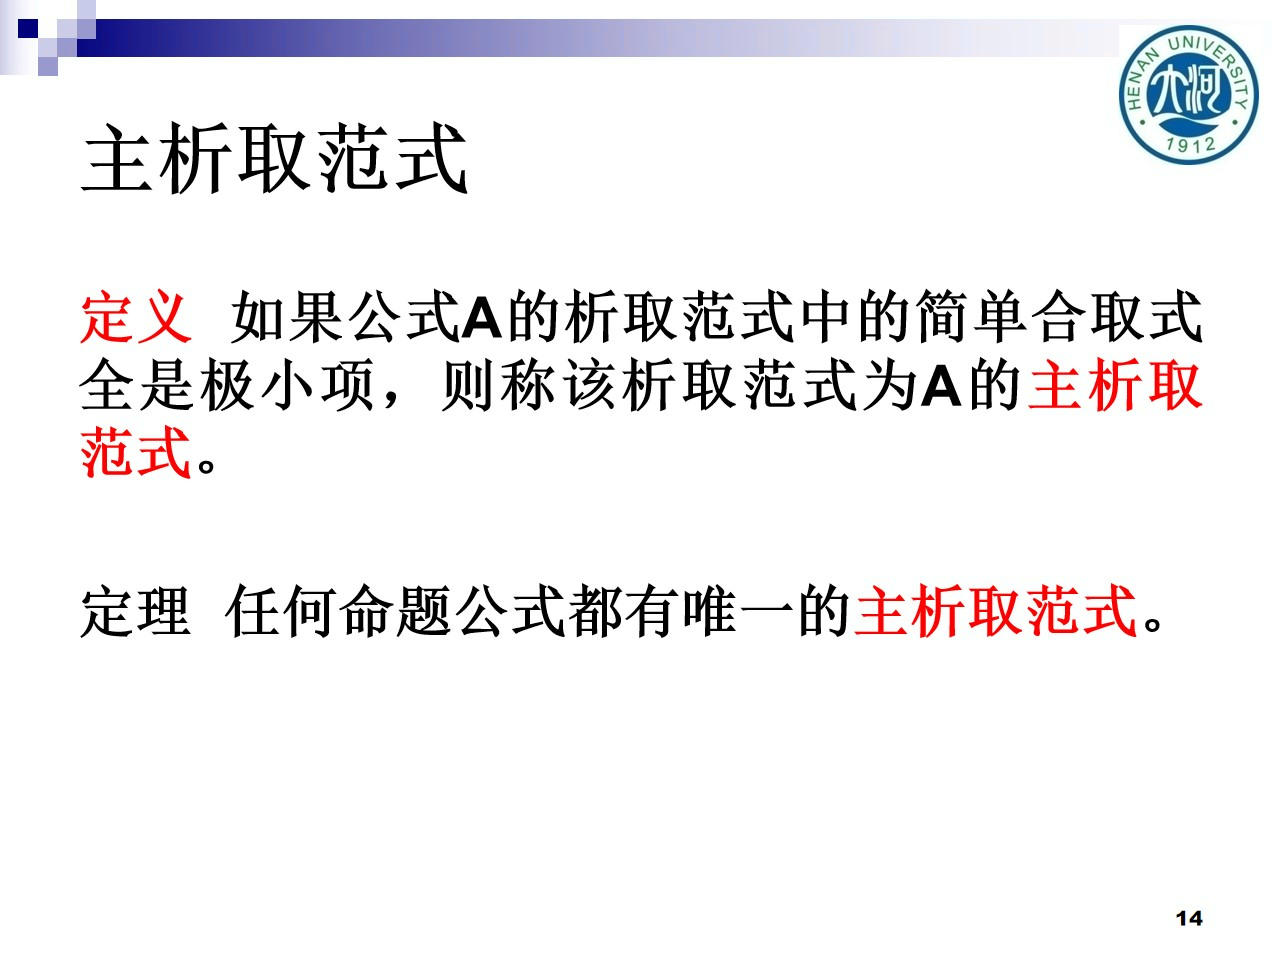 HENAN UNIVERSITY
1912
主析取范式
定义 如果公式A的析取范式中的简单合取式
全是极小项，则称该析取范式为A的主析取
范式。
定理 任何命题公式都有唯一的主析取范式。
14